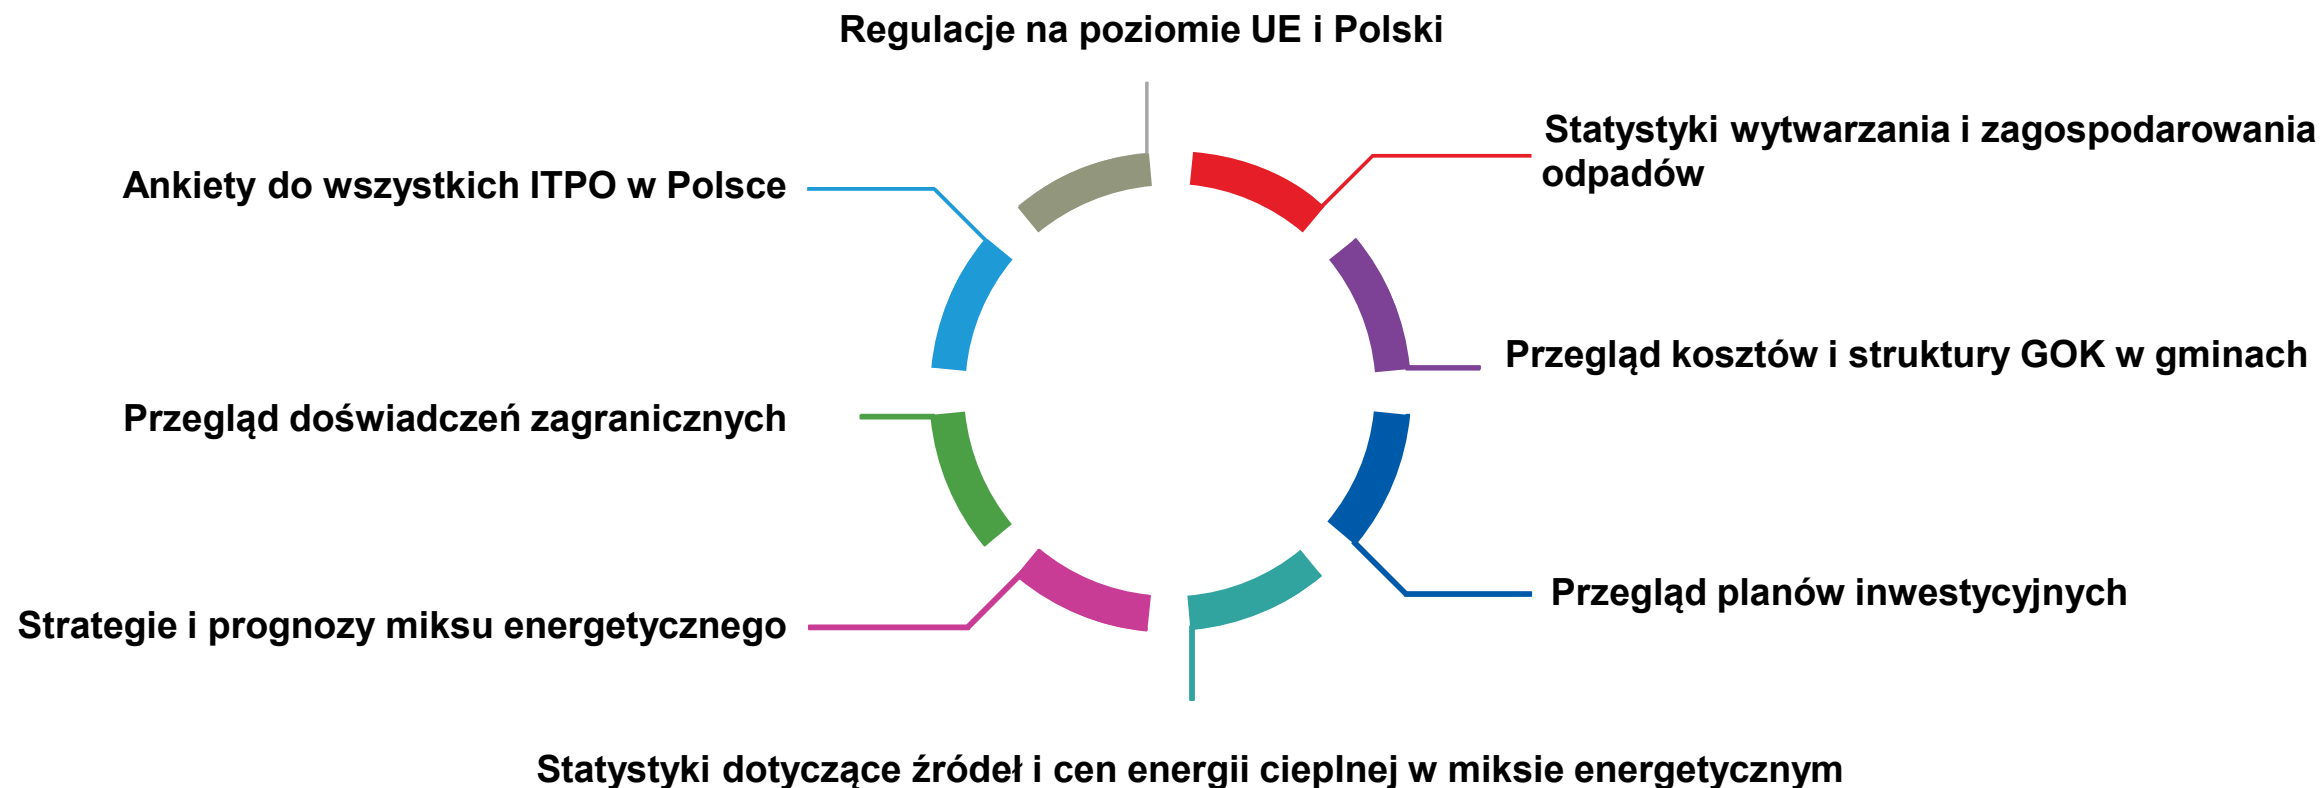 Regulacje na poziomie UE i Polski
Statystyki wytwarzania i zagospodarowania
odpadów
Ankiety do wszystkich ITPO w Polsce
Przegląd kosztów i struktury GOK w gminach
Przegląd doświadczeń zagranicznych
Przegląd planów inwestycyjnych
Strategie i prognozy miksu energetycznego
Statystyki dotyczące źródeł i cen energii cieplnej w miksie energetycznym